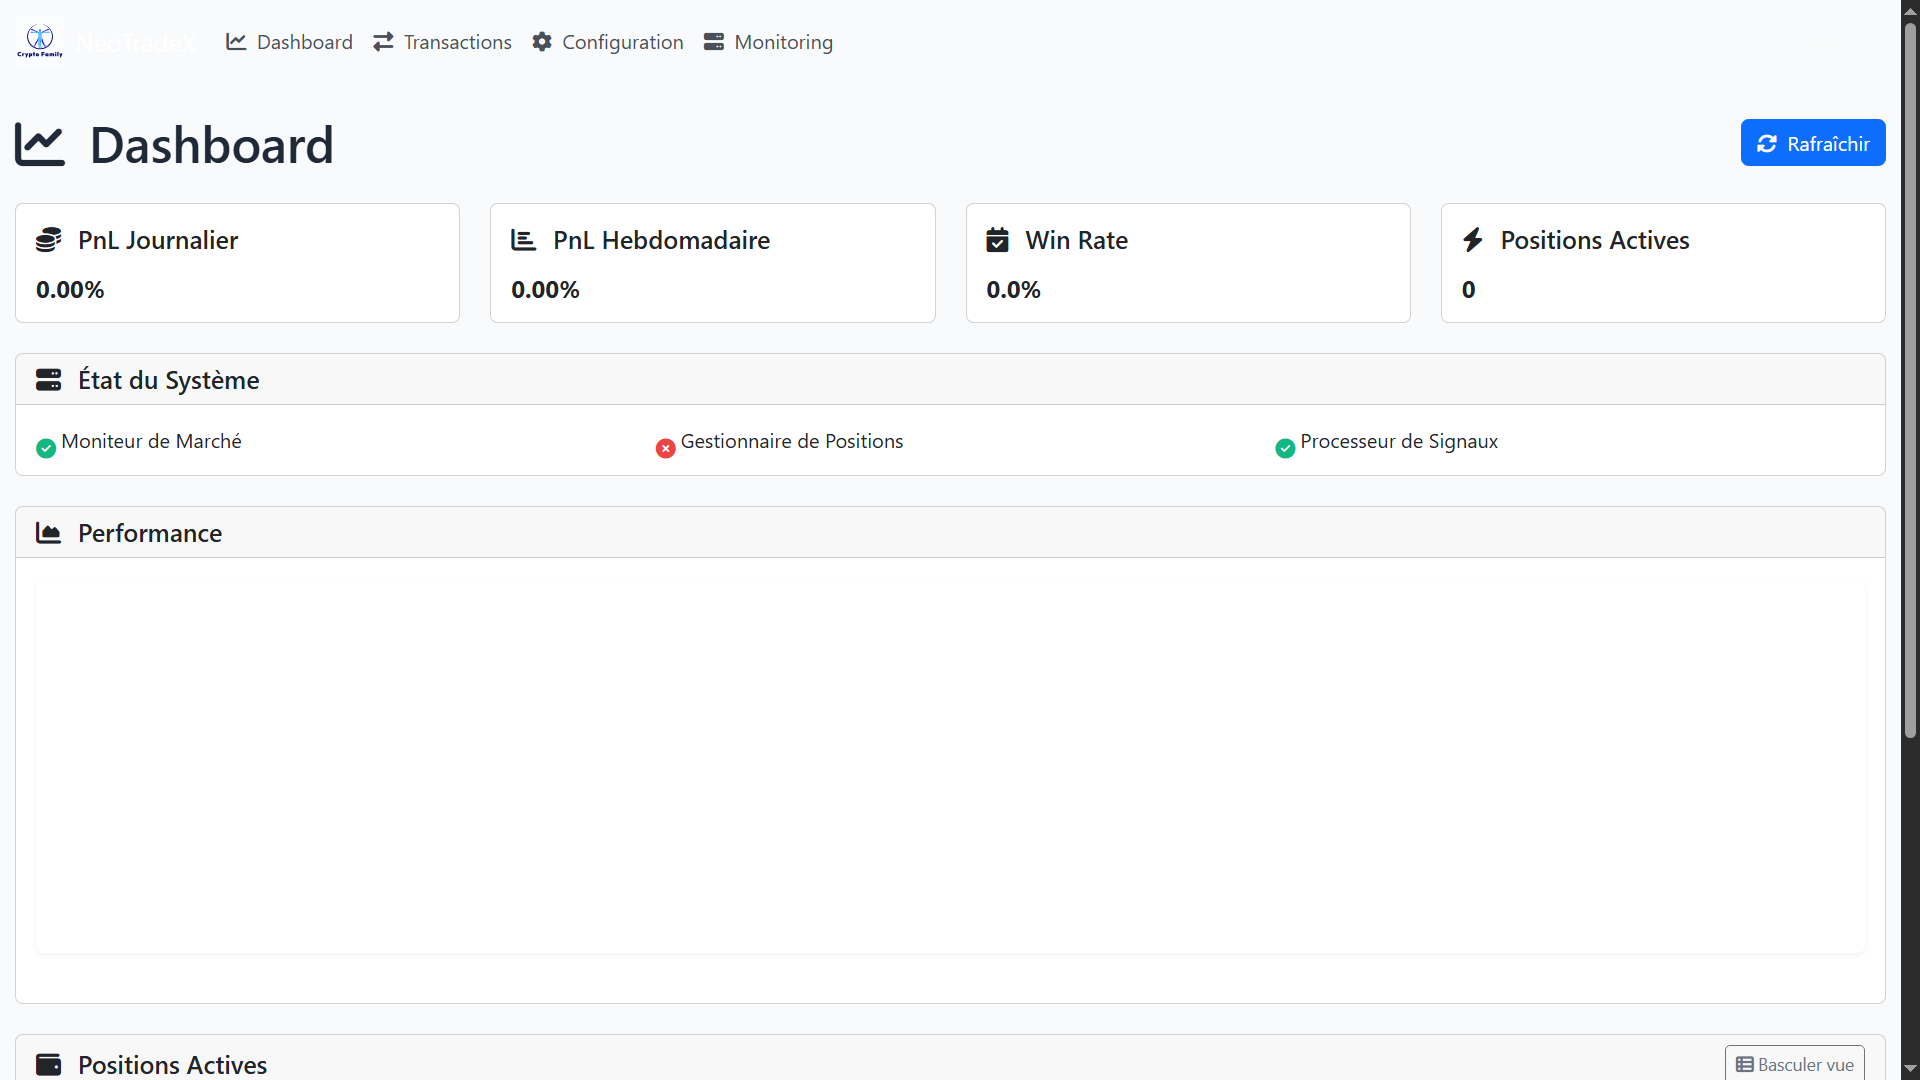 Crypto Family
NeoTradeX
Dashboard
Transactions
Configuration
Monitoring
Dashboard
Rafraîchir
PnL Journalier
0.00%
PnL Hebdomadaire
0.00%
Win Rate
0.0%
Positions Actives
0
État du Système
Moniteur de Marché
Gestionnaire de Positions
Processeur de Signaux
Performance
Positions Actives
Basculer vue